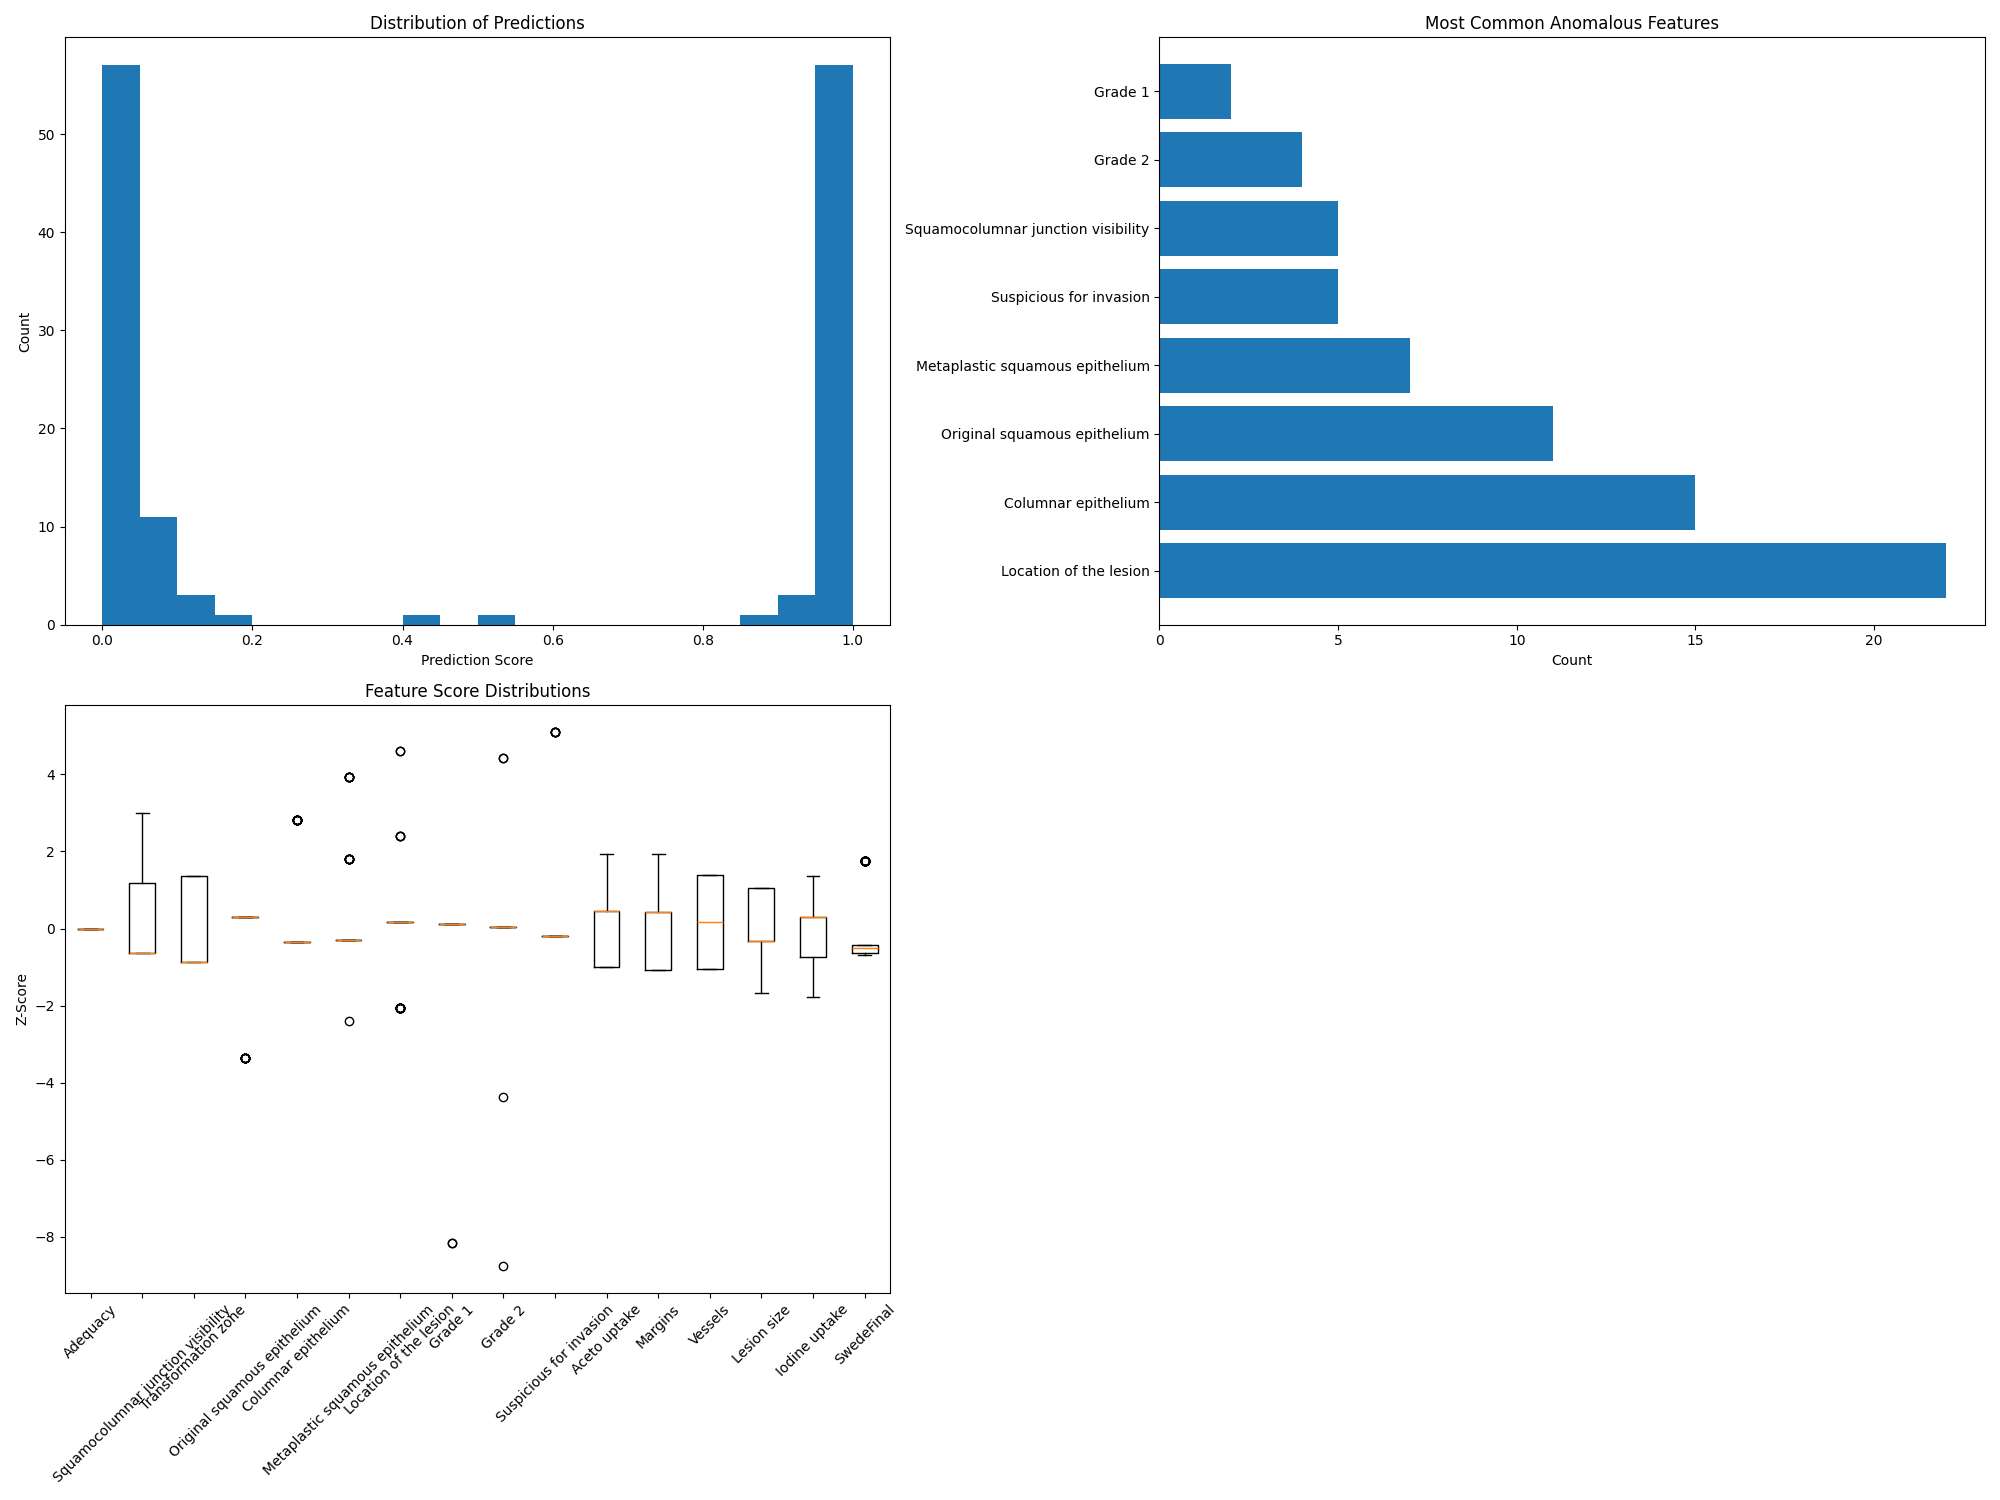 Distribution of Predictions
Count
50
40
30
20
10
0
0.0 0.2 0.4 0.6 0.8 1.0
Prediction Score
Most Common Anomalous Features
Grade 1
Grade 2
Squamocolumnar junction visibility
Suspicious for invasion
Metaplastic squamous epithelium
Original squamous epithelium
Columnar epithelium
Location of the lesion
0 5 10 15 20
Count
Feature Score Distributions
Z-Score
4
2
0
−2
−4
−6
−8
Adequacy
Squamocolumnar junction visibility
Transformation zone
Original squamous epithelium
Columnar epithelium
Metaplastic squamous epithelium
Location of the lesion
Grade 1
Grade 2
Suspicious for invasion
Aceto uptake
Margins
Vessels
Lesion size
Iodine uptake
SwedeFinal